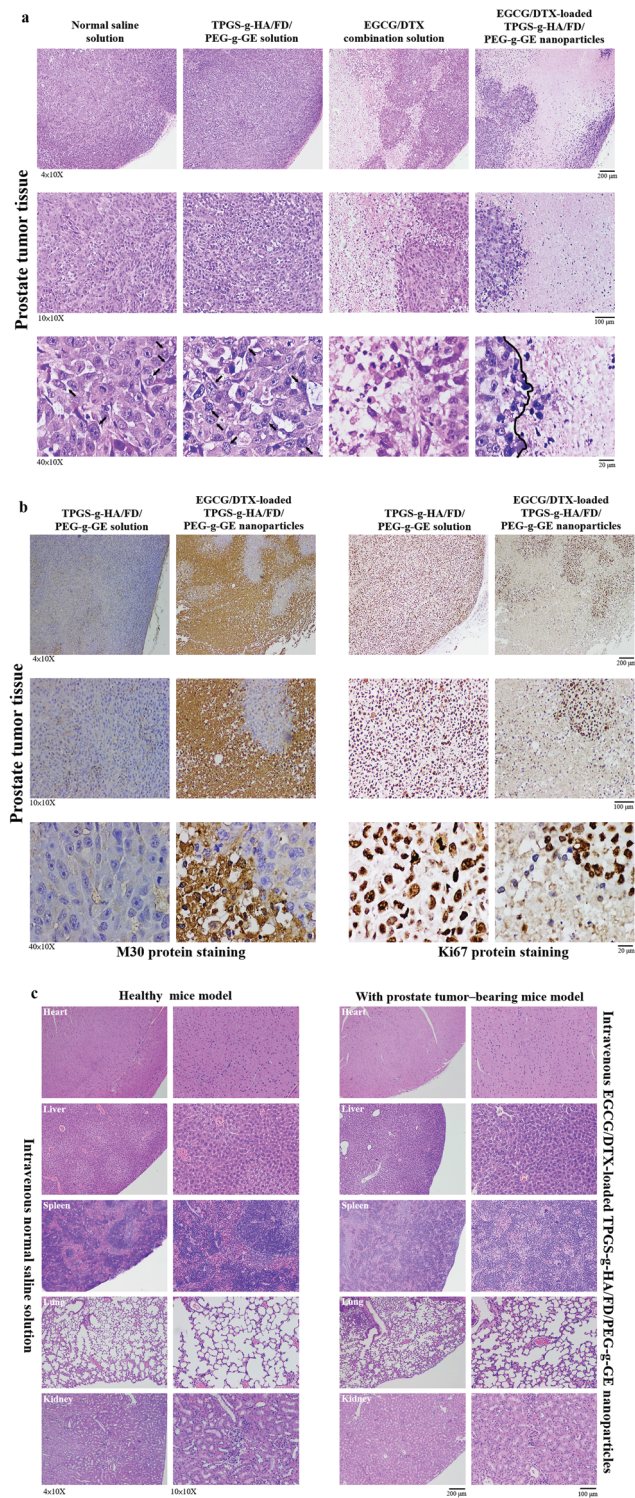 a
Normal saline
solution
TPGS-g-HA/FD/
PEG-g-GE solution
EGCG/DTX
combination solution
EGCG/DTX-loaded
TPGS-g-HA/FD/
PEG-g-GE nanoparticles
Prostate tumor tissue
4x10X
200 μm
10x10X
100 μm
40x10X
20 μm
b
TPGS-g-HA/FD/
PEG-g-GE solution
EGCG/DTX-loaded
TPGS-g-HA/FD/
PEG-g-GE nanoparticles
TPGS-g-HA/FD/
PEG-g-GE solution
EGCG/DTX-loaded
TPGS-g-HA/FD/
PEG-g-GE nanoparticles
Prostate tumor tissue
4x10X
200 μm
10x10X
100 μm
40x10X
20 μm
M30 protein staining
Ki67 protein staining
c
Healthy mice model
With prostate tumor–bearing mice model
Intravenous normal saline solution
Intravenous EGCG/DTX-loaded TPGS-g-HA/FD/PEG-g-GE nanoparticles
Heart
Heart
Liver
Liver
Spleen
Spleen
Lung
Lung
Kidney
Kidney
4x10X
10x10X
200 μm
100 μm